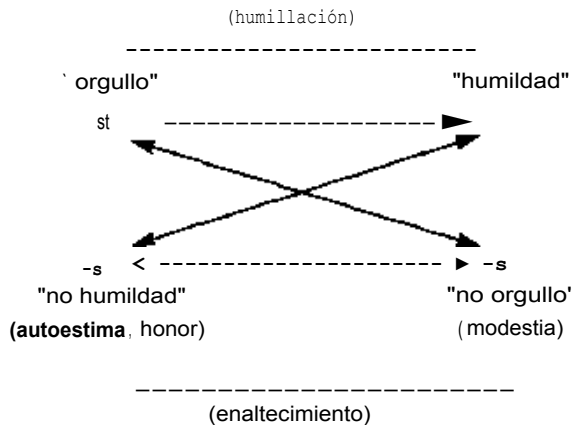 (humillación)
` orgullo" "humildad"
st
-s < ► -s
"no humildad" "no orgullo'
(autoestima, honor) (modestia)
(enaltecimiento)